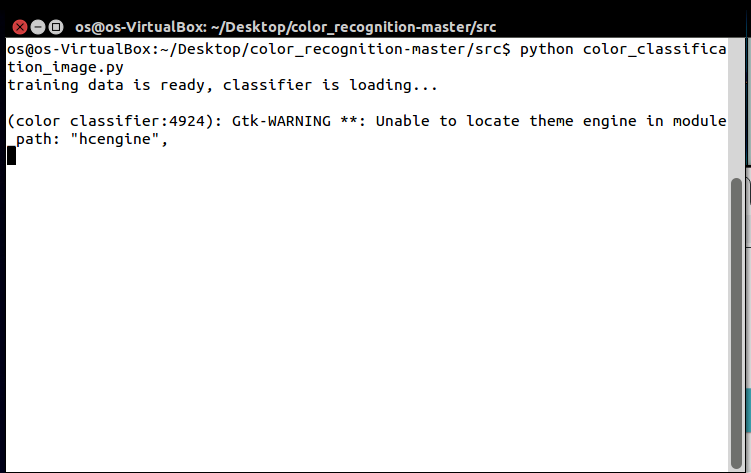 os@os-VirtualBox: ~/Desktop/color_recognition-master/src
os@os-VirtualBox:~/Desktop/color_recognition-master/src$ python color_classifica
tion_image.py
training data is ready, classifier is loading...
(color classifier:4924): Gtk-WARNING **: Unable to locate theme engine in module
 path: "hcengine",